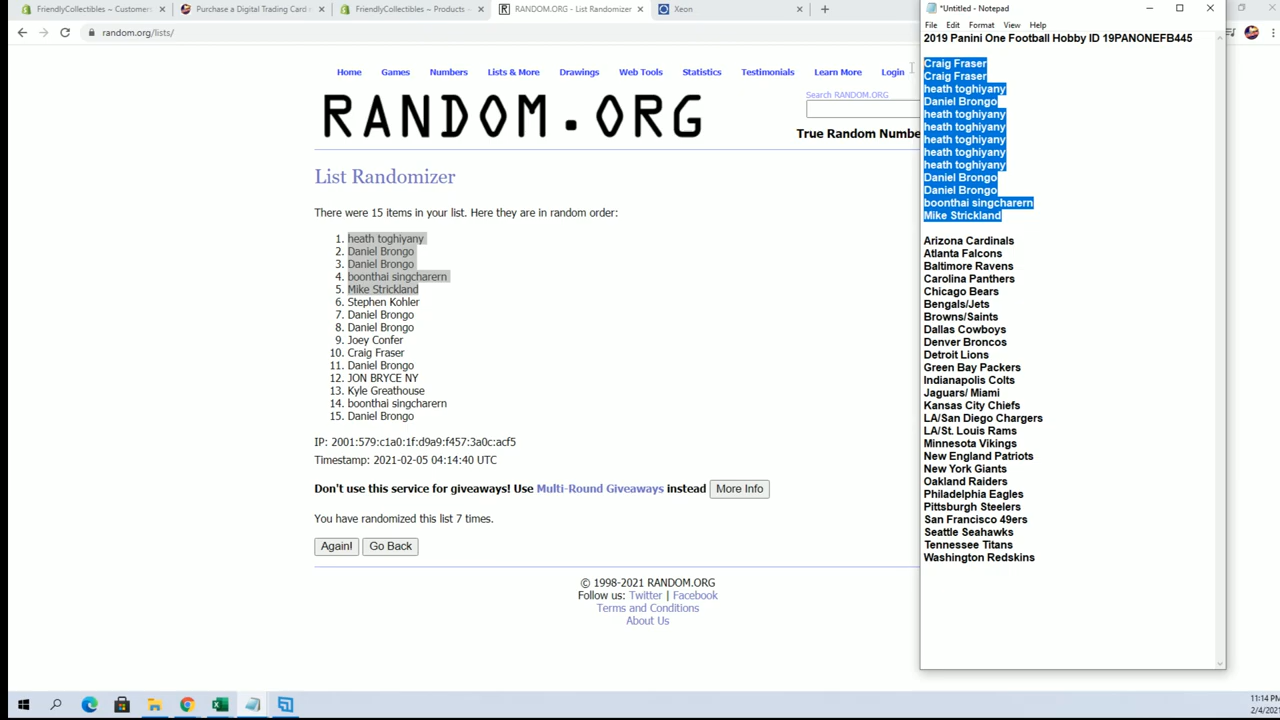 FriendlyCollectibles ~ Customer
Purchase a Digital Trading Card
FriendlyCollectibles ~ Products
RANDOM.ORG - List Randomizer
Xeon
random.org/lists/
Home Games Numbers Lists & More Drawings Web Tools Statistics Testimonials Learn More Login
Search RANDOM.ORG
RANDOM.ORG
True Random Numbe
List Randomizer
There were 15 items in your list. Here they are in random order:
1. heath toghiyany
2. Daniel Brongo
3. Daniel Brongo
4. boonthai singcharern
5. Mike Strickland
6. Stephen Kohler
7. Daniel Brongo
8. Daniel Brongo
9. Joey Confer
10. Craig Fraser
11. Daniel Brongo
12. JON BRYCE NY
13. Kyle Greathouse
14. boonthai singcharern
15. Daniel Brongo
IP: 2001:579:c1a0:1f:d9a9:f457:3a0c:acf5
Timestamp: 2021-02-05 04:14:40 UTC
Don't use this service for giveaways! Use Multi-Round Giveaways instead More Info
You have randomized this list 7 times.
Again! Go Back
© 1998-2021 RANDOM.ORG
Follow us: Twitter | Facebook
Terms and Conditions
About Us
*Untitled - Notepad
File Edit Format View Help
2019 Panini One Football Hobby ID 19PANONEFB445
Craig Fraser
Craig Fraser
heath toghiyany
Daniel Brongo
heath toghiyany
heath toghiyany
heath toghiyany
heath toghiyany
heath toghiyany
Daniel Brongo
Daniel Brongo
boonthai singcharern
Mike Strickland
Arizona Cardinals
Atlanta Falcons
Baltimore Ravens
Carolina Panthers
Chicago Bears
Bengals/Jets
Browns/Saints
Dallas Cowboys
Denver Broncos
Detroit Lions
Green Bay Packers
Indianapolis Colts
Jaguars/ Miami
Kansas City Chiefs
LA/San Diego Chargers
LA/St. Louis Rams
Minnesota Vikings
New England Patriots
New York Giants
Oakland Raiders
Philadelphia Eagles
Pittsburgh Steelers
San Francisco 49ers
Seattle Seahawks
Tennessee Titans
Washington Redskins
11:14 PM
2/4/2021